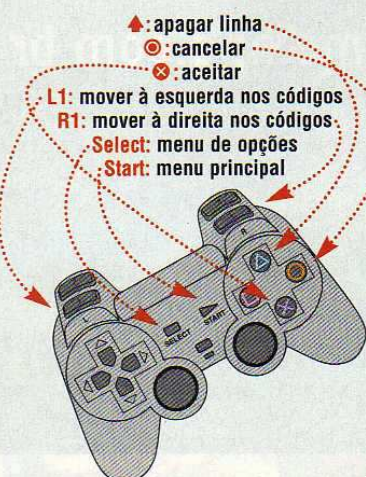 ▲: apagar linha
◎: cancelar
⊗: aceitar
L1: mover à esquerda nos códigos
R1: mover à direita nos códigos
Select: menu de opções
Start: menu principal
R
SELECT
START